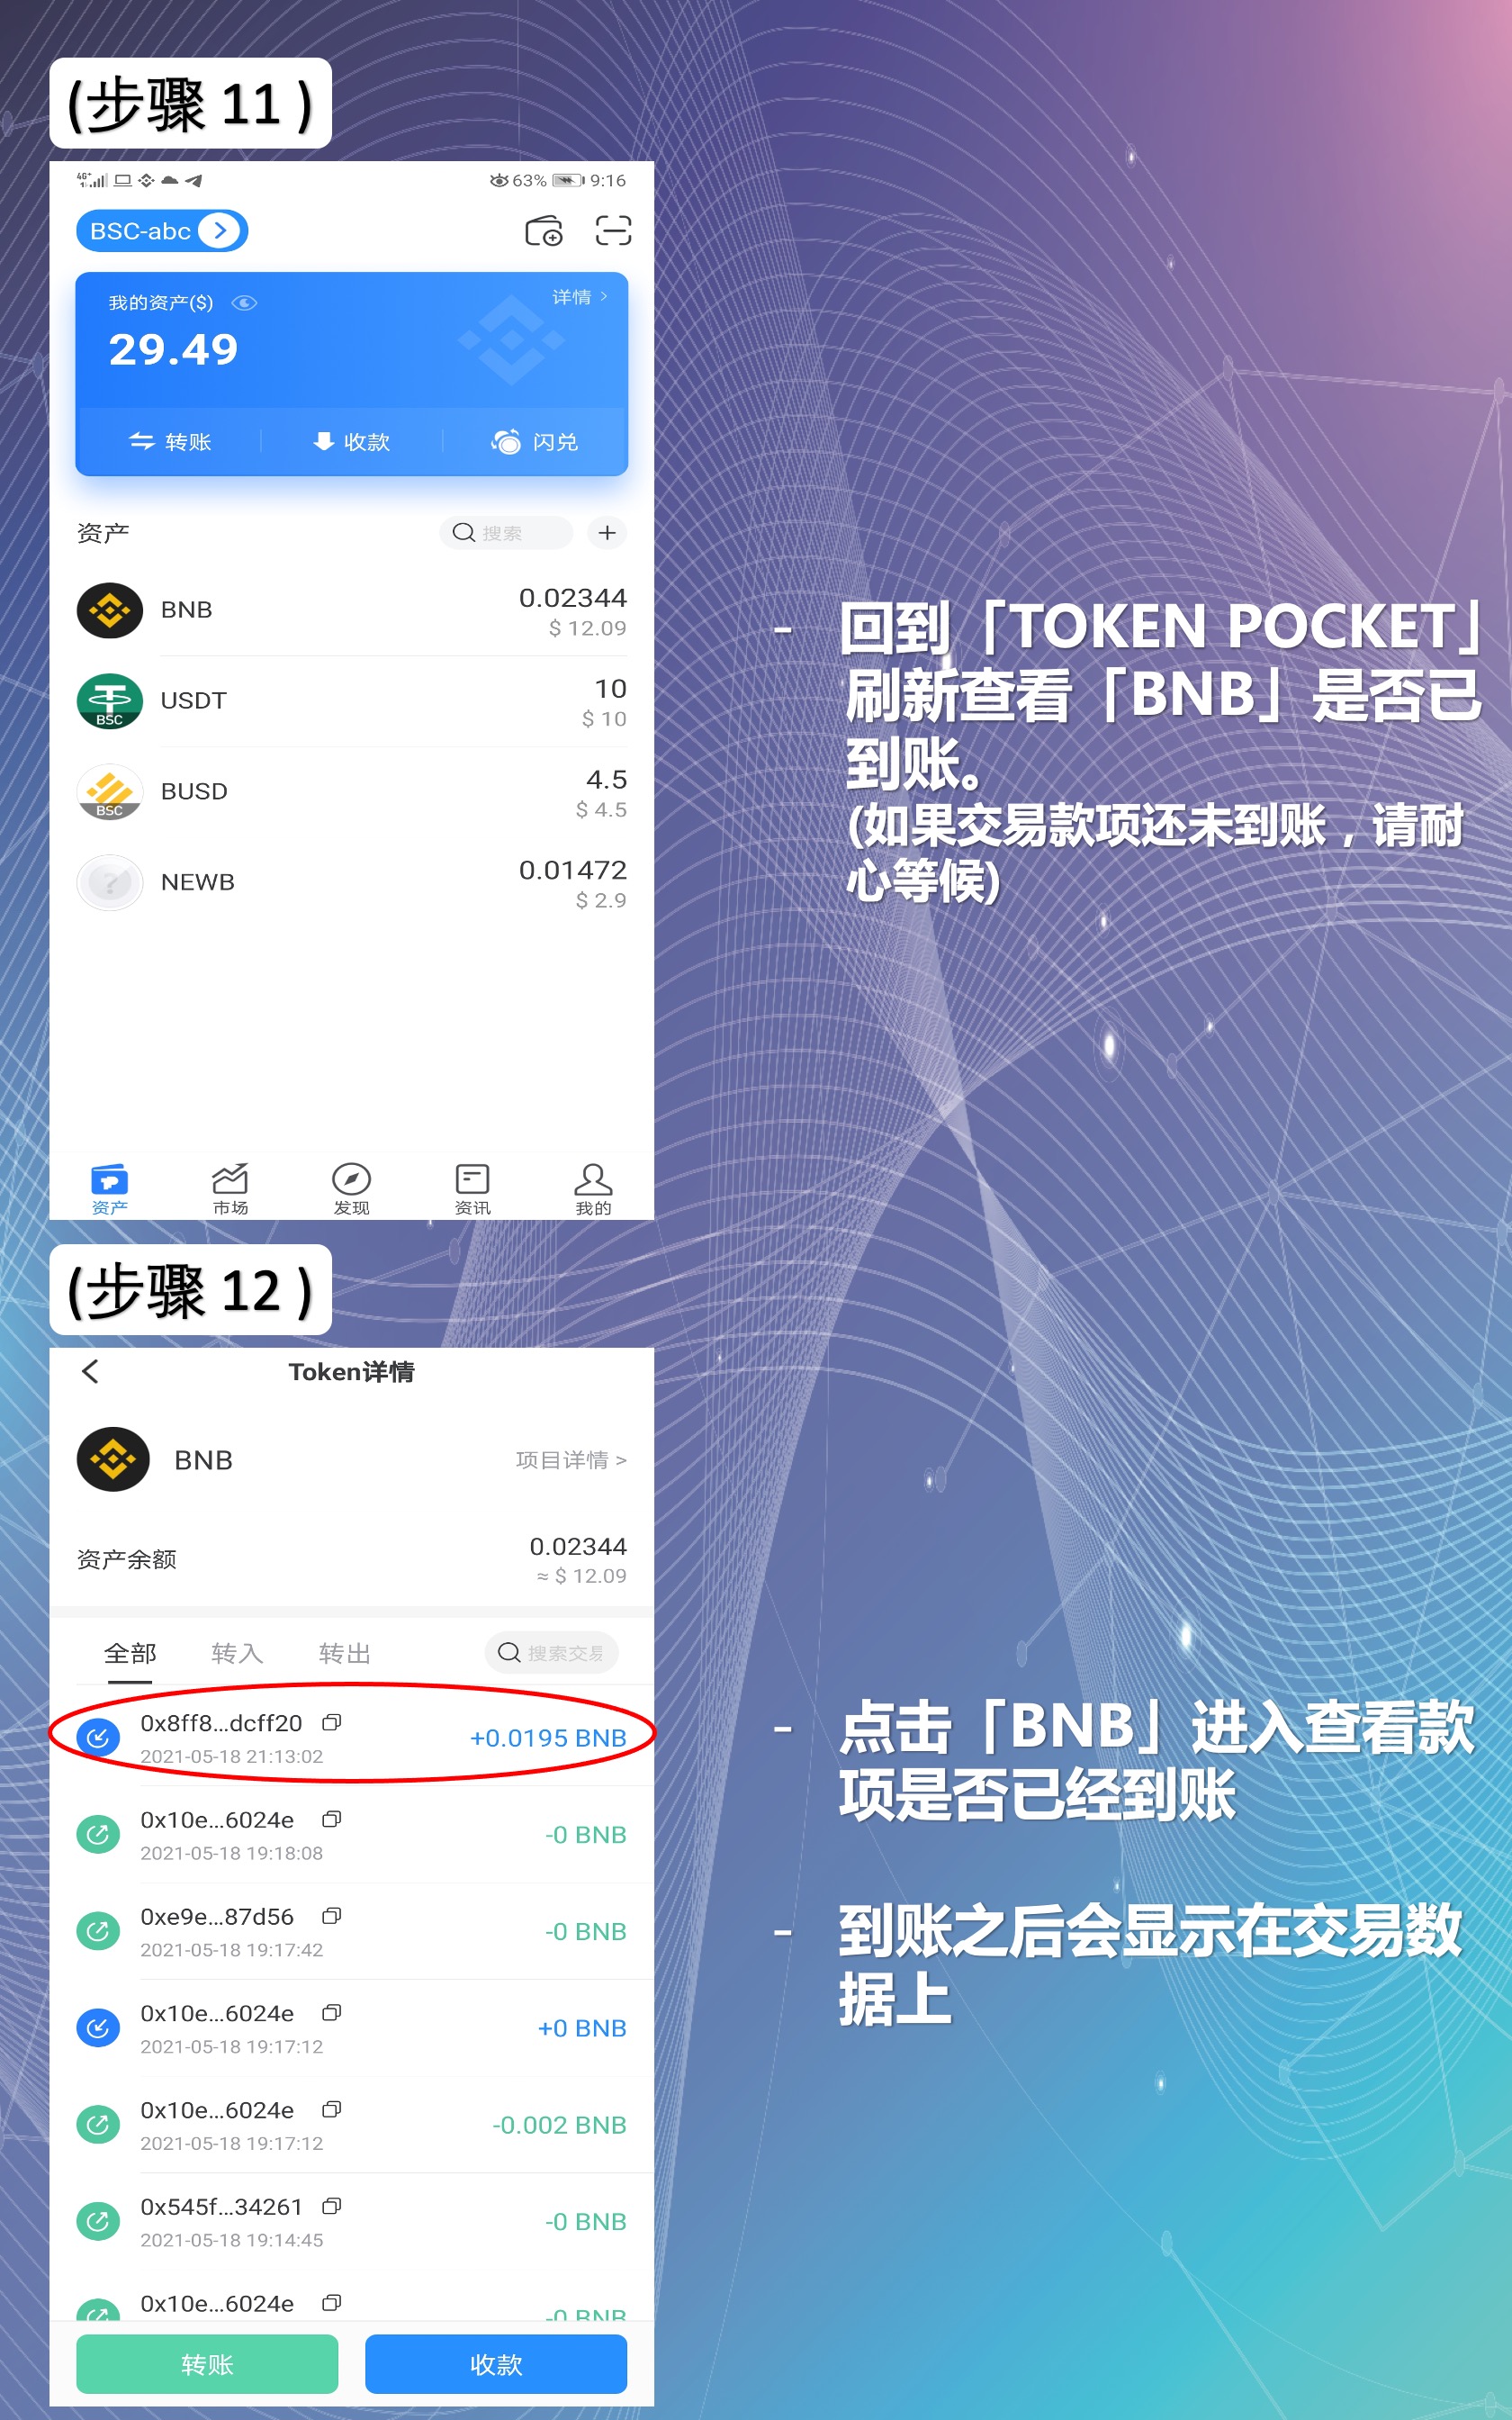 (步骤 11 )
4G+ 63% 9:16
BSC-abc
我的资产($)
详情 >
29.49
转账 收款 闪兑
资产 搜索 +
BNB 0.02344
$ 12.09
BSC USDT 10
$ 10
BSC BUSD 4.5
$ 4.5
? NEWB 0.01472
$ 2.9
资产 市场 发现 资讯 我的
- 回到「TOKEN POCKET」
刷新查看「BNB」是否已
到账。
(如果交易款项还未到账，请耐
心等候)
(步骤 12 )
Token详情
BNB 项目详情 >
资产余额 0.02344
≈ $ 12.09
全部 转入 转出 搜索交易
0x8ff8...dcff20 +0.0195 BNB
2021-05-18 21:13:02
0x10e...6024e -0 BNB
2021-05-18 19:18:08
0xe9e...87d56 -0 BNB
2021-05-18 19:17:42
0x10e...6024e +0 BNB
2021-05-18 19:17:12
0x10e...6024e -0.002 BNB
2021-05-18 19:17:12
0x545f...34261 -0 BNB
2021-05-18 19:14:45
0x10e...6024e -0 BNB
转账 收款
- 点击「BNB」进入查看款
项是否已经到账
- 到账之后会显示在交易数
据上